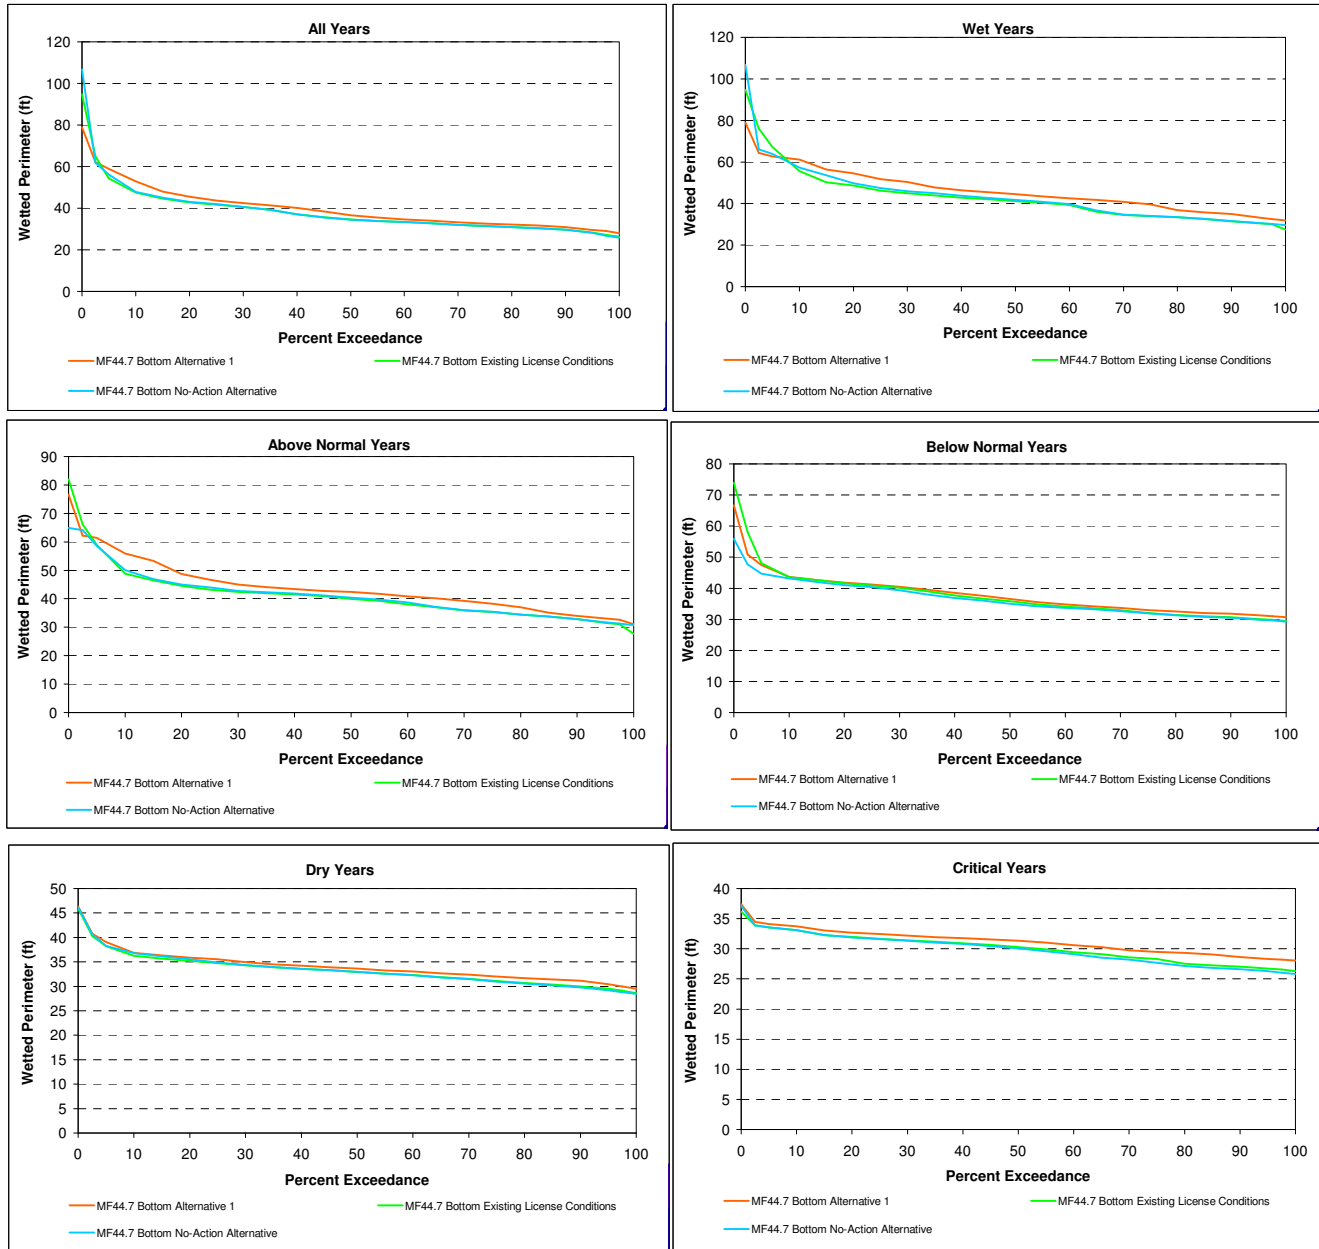 All Years
120
100
80
60
40
20
0
Wetted Perimeter (ft)
0 10 20 30 40 50 60 70 80 90 100
Percent Exceedance
MF44.7 Bottom Alternative 1
MF44.7 Bottom Existing License Conditions
MF44.7 Bottom No-Action Alternative
Wet Years
120
100
80
60
40
20
0
Wetted Perimeter (ft)
0 10 20 30 40 50 60 70 80 90 100
Percent Exceedance
MF44.7 Bottom Alternative 1
MF44.7 Bottom Existing License Conditions
MF44.7 Bottom No-Action Alternative
Above Normal Years
90
80
70
60
50
40
30
20
10
0
Wetted Perimeter (ft)
0 10 20 30 40 50 60 70 80 90 100
Percent Exceedance
MF44.7 Bottom Alternative 1
MF44.7 Bottom Existing License Conditions
MF44.7 Bottom No-Action Alternative
Below Normal Years
80
70
60
50
40
30
20
10
0
Wetted Perimeter (ft)
0 10 20 30 40 50 60 70 80 90 100
Percent Exceedance
MF44.7 Bottom Alternative 1
MF44.7 Bottom Existing License Conditions
MF44.7 Bottom No-Action Alternative
Dry Years
50
45
40
35
30
25
20
15
10
5
0
Wetted Perimeter (ft)
0 10 20 30 40 50 60 70 80 90 100
Percent Exceedance
MF44.7 Bottom Alternative 1
MF44.7 Bottom Existing License Conditions
MF44.7 Bottom No-Action Alternative
Critical Years
40
35
30
25
20
15
10
5
0
Wetted Perimeter (ft)
0 10 20 30 40 50 60 70 80 90 100
Percent Exceedance
MF44.7 Bottom Alternative 1
MF44.7 Bottom Existing License Conditions
MF44.7 Bottom No-Action Alternative